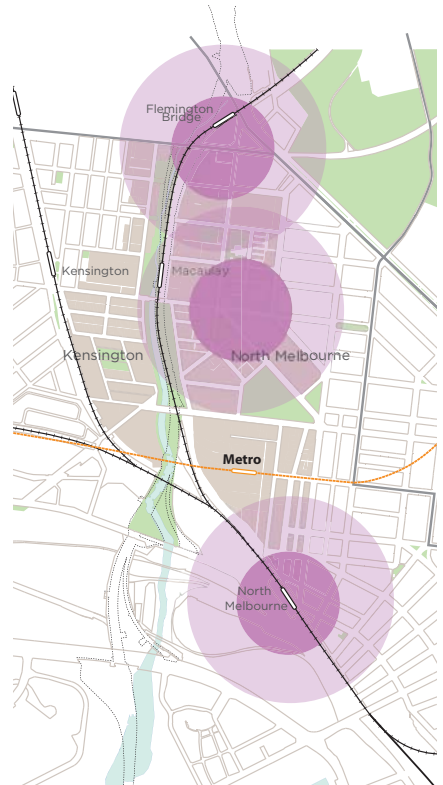 Flemington
Bridge
Kensington
Macaulay
Kensington
North Melbourne
Metro
North
Melbourne